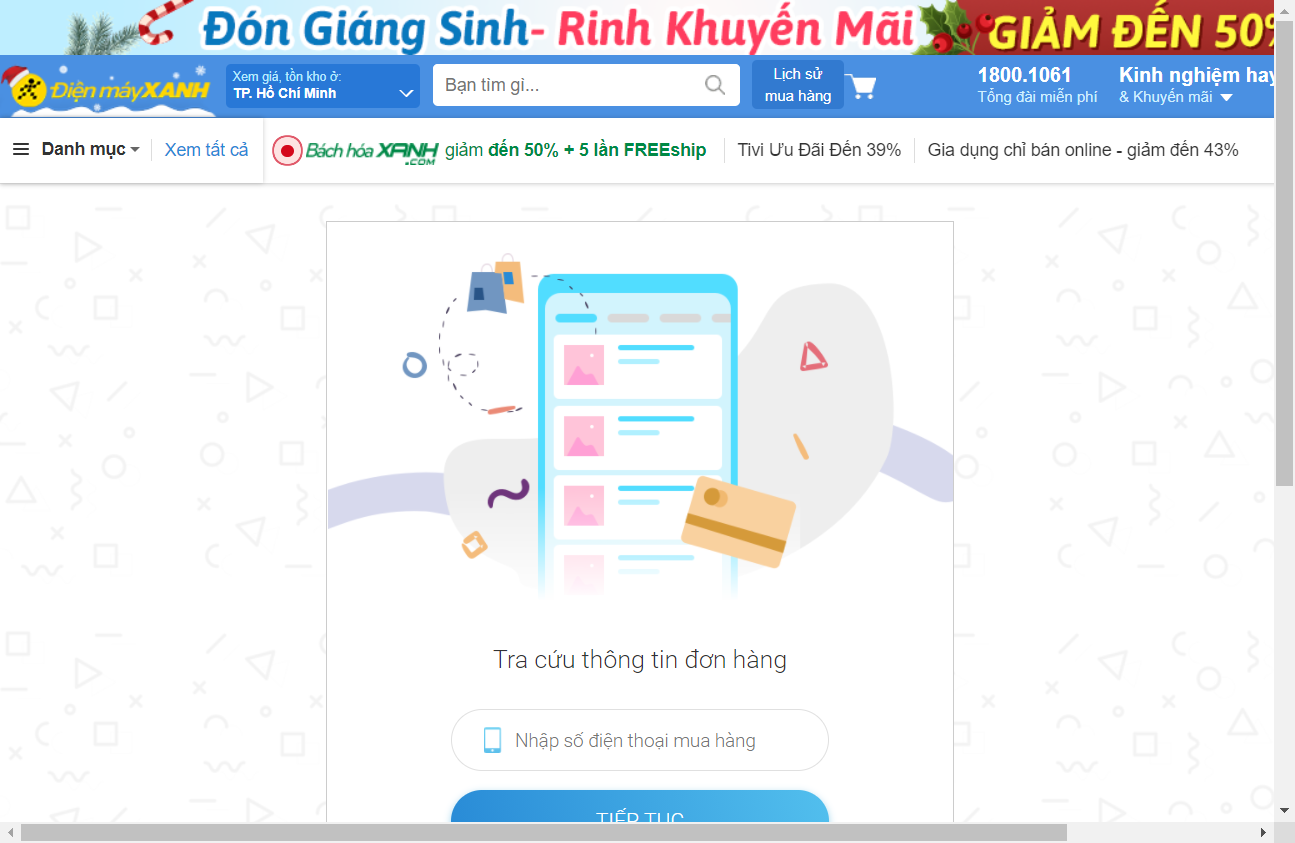 Đón Giáng Sinh- Rinh Khuyến Mãi GIẢM ĐẾN 50%
Điện máyXANH
Xem giá, tồn kho ở:
TP. Hồ Chí Minh
Bạn tìm gì...
Lịch sử
mua hàng
1800.1061
Tổng đài miễn phí
Kinh nghiệm hay
& Khuyến mãi
Danh mục
Xem tất cả
Bách hóa XANH.COM giảm đến 50% + 5 lần FREEship
Tivi Ưu Đãi Đến 39%
Gia dụng chỉ bán online - giảm đến 43%
Tra cứu thông tin đơn hàng
Nhập số điện thoại mua hàng
TIẾP TỤC